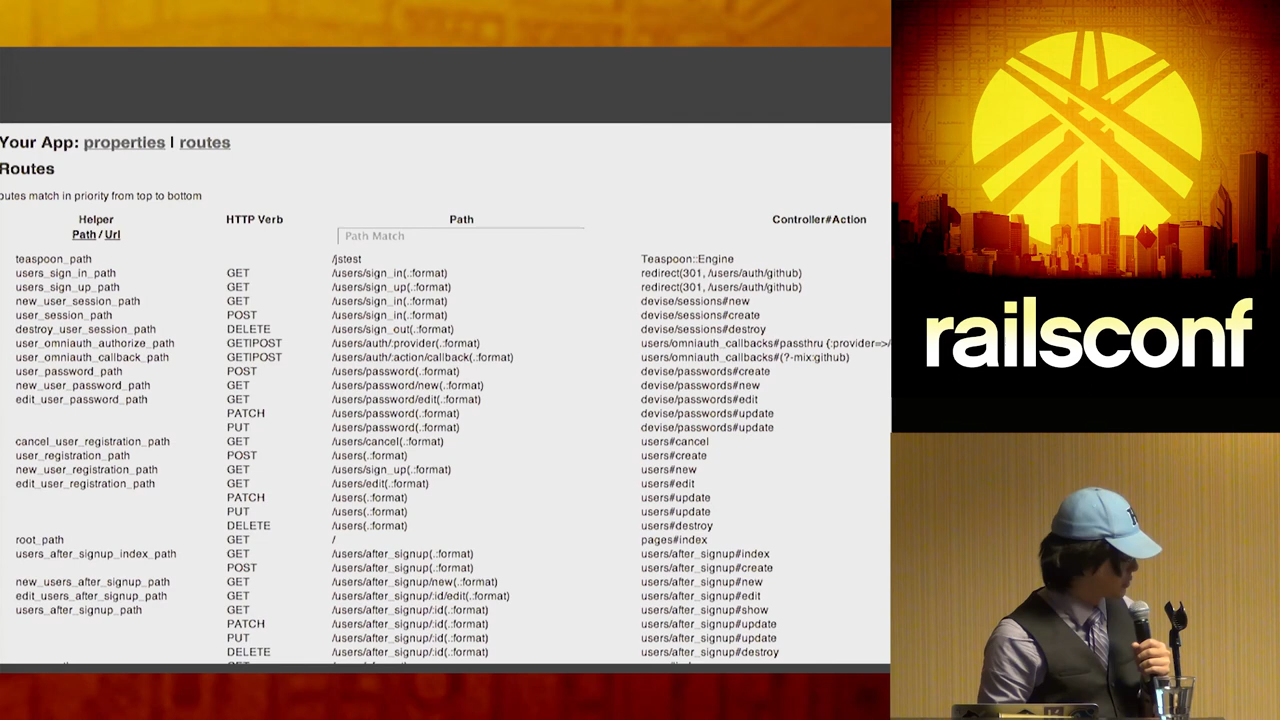 Your App: properties | routes
Routes
utes match in priority from top to bottom
Helper HTTP Verb Path Controller#Action
Path / Url Path Match
teaspoon_path /jstest Teaspoon::Engine
users_sign_in_path GET /users/sign_in(.:format) redirect(301, /users/auth/github)
users_sign_up_path GET /users/sign_up(.:format) redirect(301, /users/auth/github)
new_user_session_path GET /users/sign_in(.:format) devise/sessions#new
user_session_path POST /users/sign_in(.:format) devise/sessions#create
destroy_user_session_path DELETE /users/sign_out(.:format) devise/sessions#destroy
user_omniauth_authorize_path GET|POST /users/auth/:provider(.:format) users/omniauth_callbacks#passthru {:provider=>/
user_omniauth_callback_path GET|POST /users/auth/:action/callback(.:format) users/omniauth_callbacks#(?-mix:github)
user_password_path POST /users/password(.:format) devise/passwords#create
new_user_password_path GET /users/password/new(.:format) devise/passwords#new
edit_user_password_path GET /users/password/edit(.:format) devise/passwords#edit
PATCH /users/password(.:format) devise/passwords#update
PUT /users/password(.:format) devise/passwords#update
cancel_user_registration_path GET /users/cancel(.:format) users#cancel
user_registration_path POST /users(.:format) users#create
new_user_registration_path GET /users/sign_up(.:format) users#new
edit_user_registration_path GET /users/edit(.:format) users#edit
PATCH /users(.:format) users#update
PUT /users(.:format) users#update
DELETE /users(.:format) users#destroy
root_path GET / pages#index
users_after_signup_index_path GET /users/after_signup(.:format) users/after_signup#index
POST /users/after_signup(.:format) users/after_signup#create
new_users_after_signup_path GET /users/after_signup/new(.:format) users/after_signup#new
edit_users_after_signup_path GET /users/after_signup/:id/edit(.:format) users/after_signup#edit
users_after_signup_path GET /users/after_signup/:id(.:format) users/after_signup#show
PATCH /users/after_signup/:id(.:format) users/after_signup#update
PUT /users/after_signup/:id(.:format) users/after_signup#update
DELETE /users/after_signup/:id(.:format) users/after_signup#destroy
railsconf